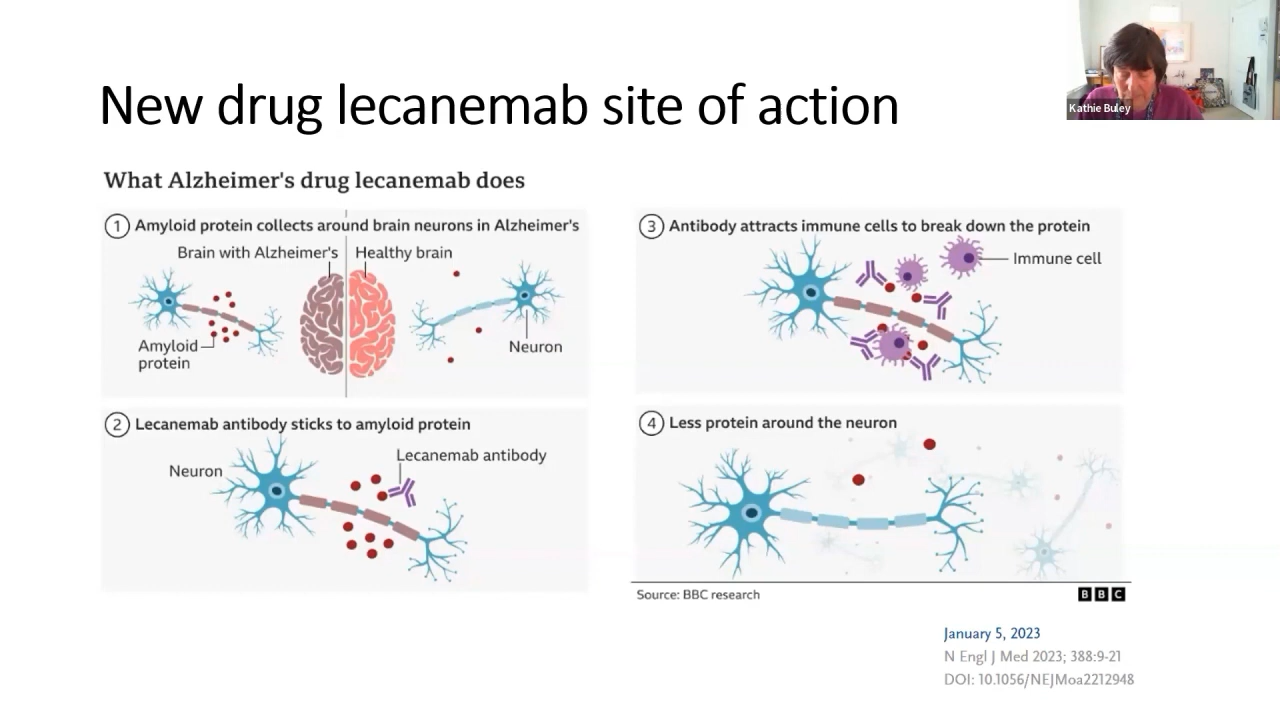 New drug lecanemab site of action
Kathie Buley
What Alzheimer's drug lecanemab does
1 Amyloid protein collects around brain neurons in Alzheimer's
Brain with Alzheimer's
Healthy brain
Amyloid
protein
Neuron
2 Lecanemab antibody sticks to amyloid protein
Neuron
Lecanemab antibody
3 Antibody attracts immune cells to break down the protein
Immune cell
4 Less protein around the neuron
Source: BBC research
BBC
January 5, 2023
N Engl J Med 2023; 388:9-21
DOI: 10.1056/NEJMoa2212948